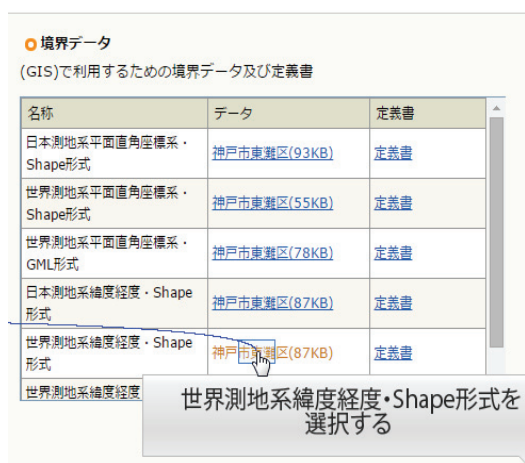 境界データ
(GIS)で利用するための境界データ及び定義書
名称 データ 定義書
日本測地系平面直角座標系・
Shape形式
神戸市東灘区(93KB) 定義書
世界測地系平面直角座標系・
Shape形式
神戸市東灘区(55KB) 定義書
世界測地系平面直角座標系・
GML形式
神戸市東灘区(78KB) 定義書
日本測地系緯度経度・Shape
形式
神戸市東灘区(87KB) 定義書
世界測地系緯度経度・Shape
形式
神戸市東灘区(87KB) 定義書
世界測地系緯度経度
世界測地系緯度経度・Shape形式を
選択する